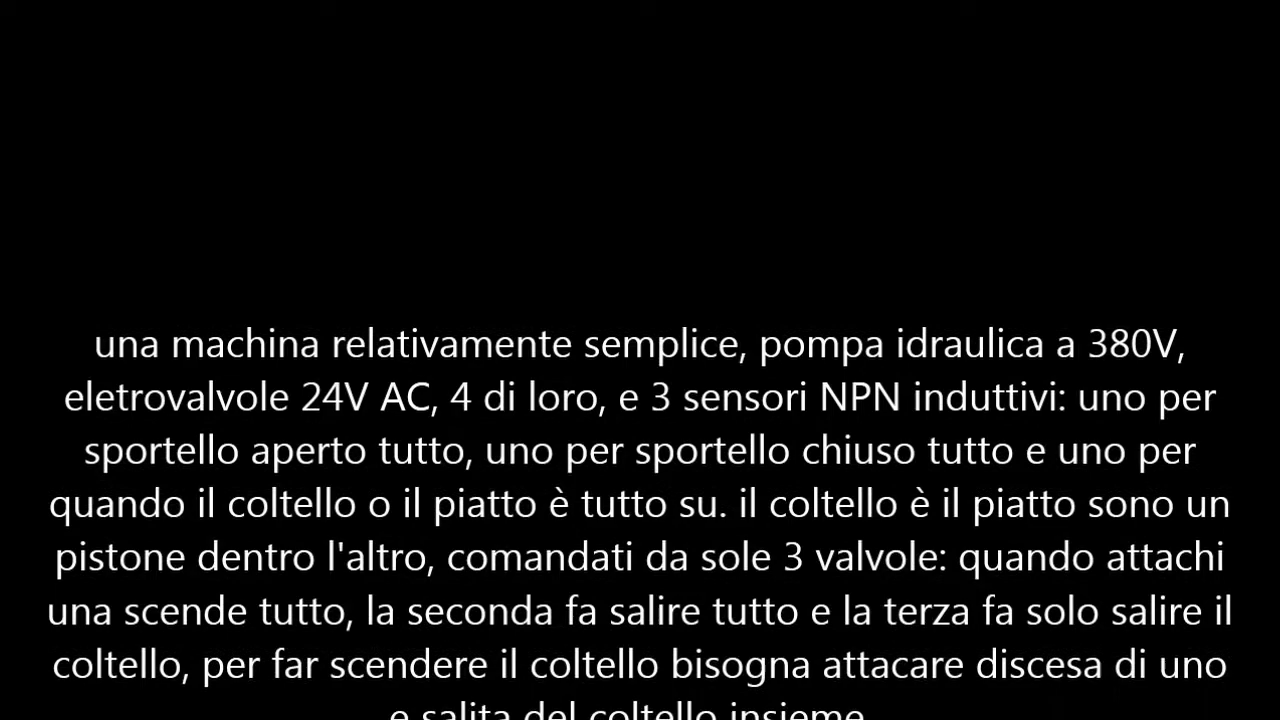 una machina relativamente semplice, pompa idraulica a 380V,
eletrovalvole 24V AC, 4 di loro, e 3 sensori NPN induttivi: uno per
sportello aperto tutto, uno per sportello chiuso tutto e uno per
quando il coltello o il piatto è tutto su. il coltello è il piatto sono un
pistone dentro l'altro, comandati da sole 3 valvole: quando attachi
una scende tutto, la seconda fa salire tutto e la terza fa solo salire il
coltello, per far scendere il coltello bisogna attacare discesa di uno
e salita del coltello insieme